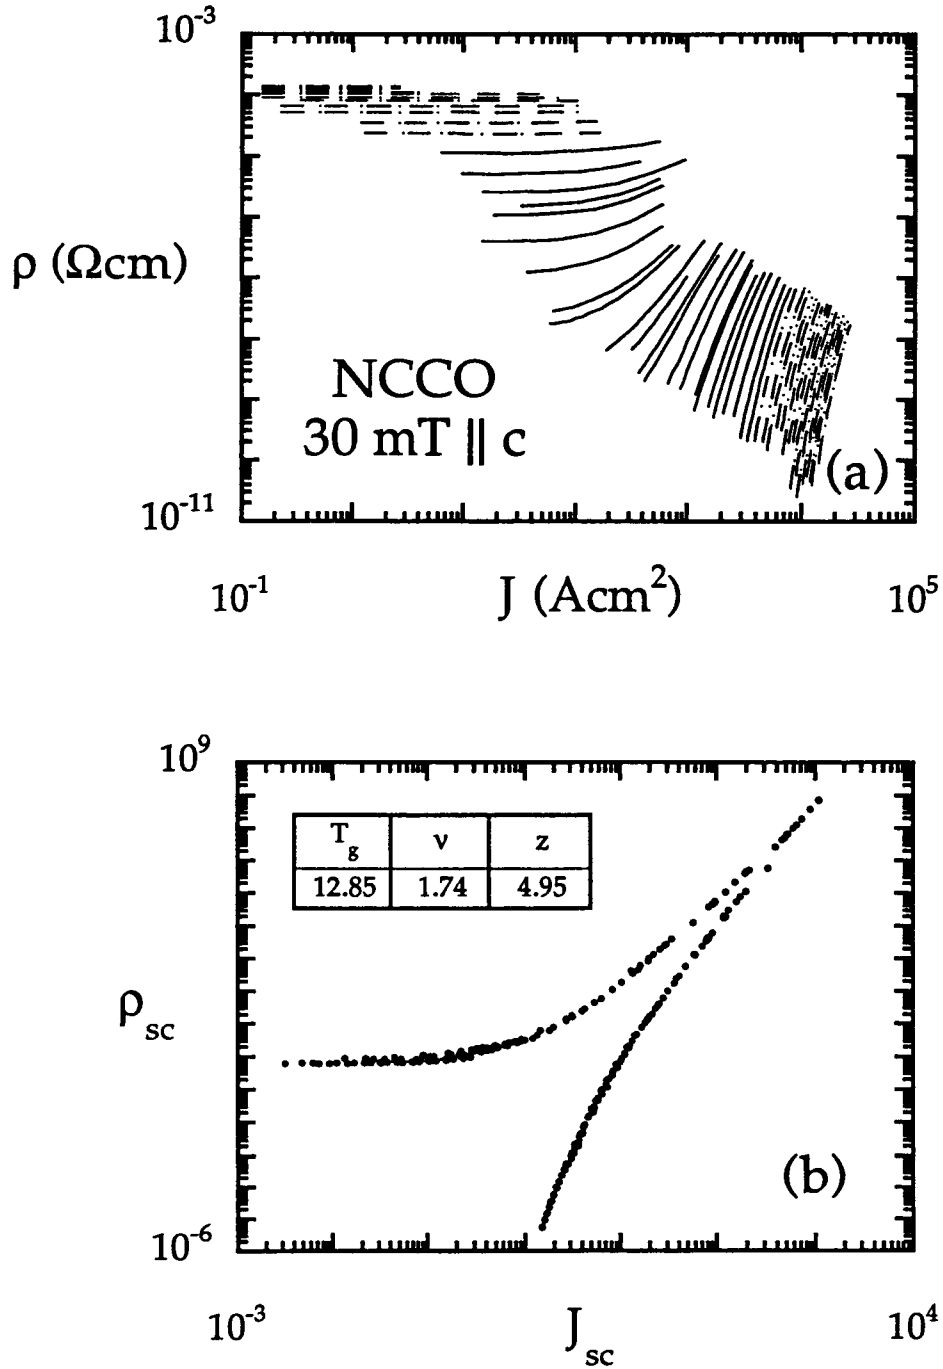 10^-3
ρ (Ωcm)
NCCO
30 mT || c
(a)
10^-11
10^-1
J (Acm^2)
10^5
10^9
T_g ν z
12.85 1.74 4.95
ρ_sc
(b)
10^-6
10^-3
J_sc
10^4